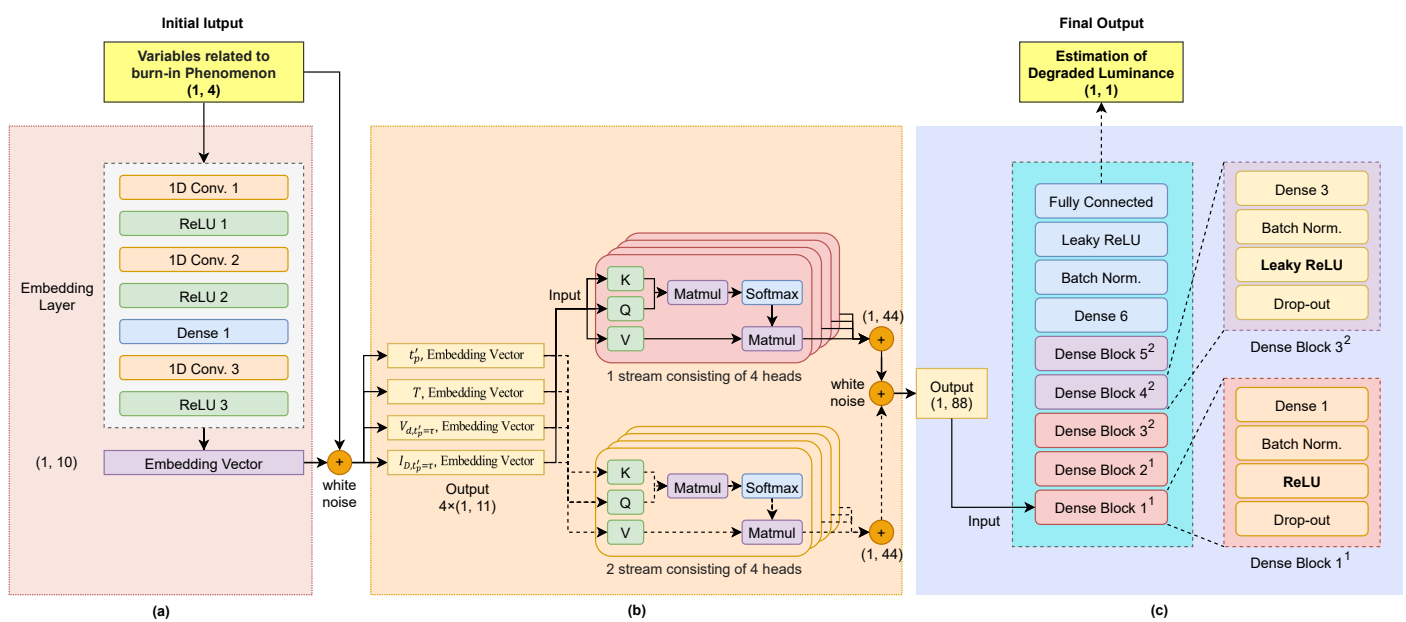 Initial Iutput
Variables related to
burn-in Phenomenon
(1, 4)
1D Conv. 1
ReLU 1
1D Conv. 2
ReLU 2
Dense 1
1D Conv. 3
ReLU 3
Embedding
Layer
(1, 10)
Embedding Vector
+
white
noise
(a)
t′p, Embedding Vector
T, Embedding Vector
Vd,t′p=τ, Embedding Vector
ID,t′p=τ, Embedding Vector
Output
4×(1, 11)
Input
K
Q
V
Matmul
Softmax
Matmul
1 stream consisting of 4 heads
K
Q
V
Matmul
Softmax
Matmul
2 stream consisting of 4 heads
(1, 44)
+
white
noise
+
+
(1, 44)
(b)
Output
(1, 88)
Input
Final Output
Estimation of
Degraded Luminance
(1, 1)
Fully Connected
Leaky ReLU
Batch Norm.
Dense 6
Dense Block 5²
Dense Block 4²
Dense Block 3²
Dense Block 2¹
Dense Block 1¹
Dense 3
Batch Norm.
Leaky ReLU
Drop-out
Dense Block 3²
Dense 1
Batch Norm.
ReLU
Drop-out
Dense Block 1¹
(c)